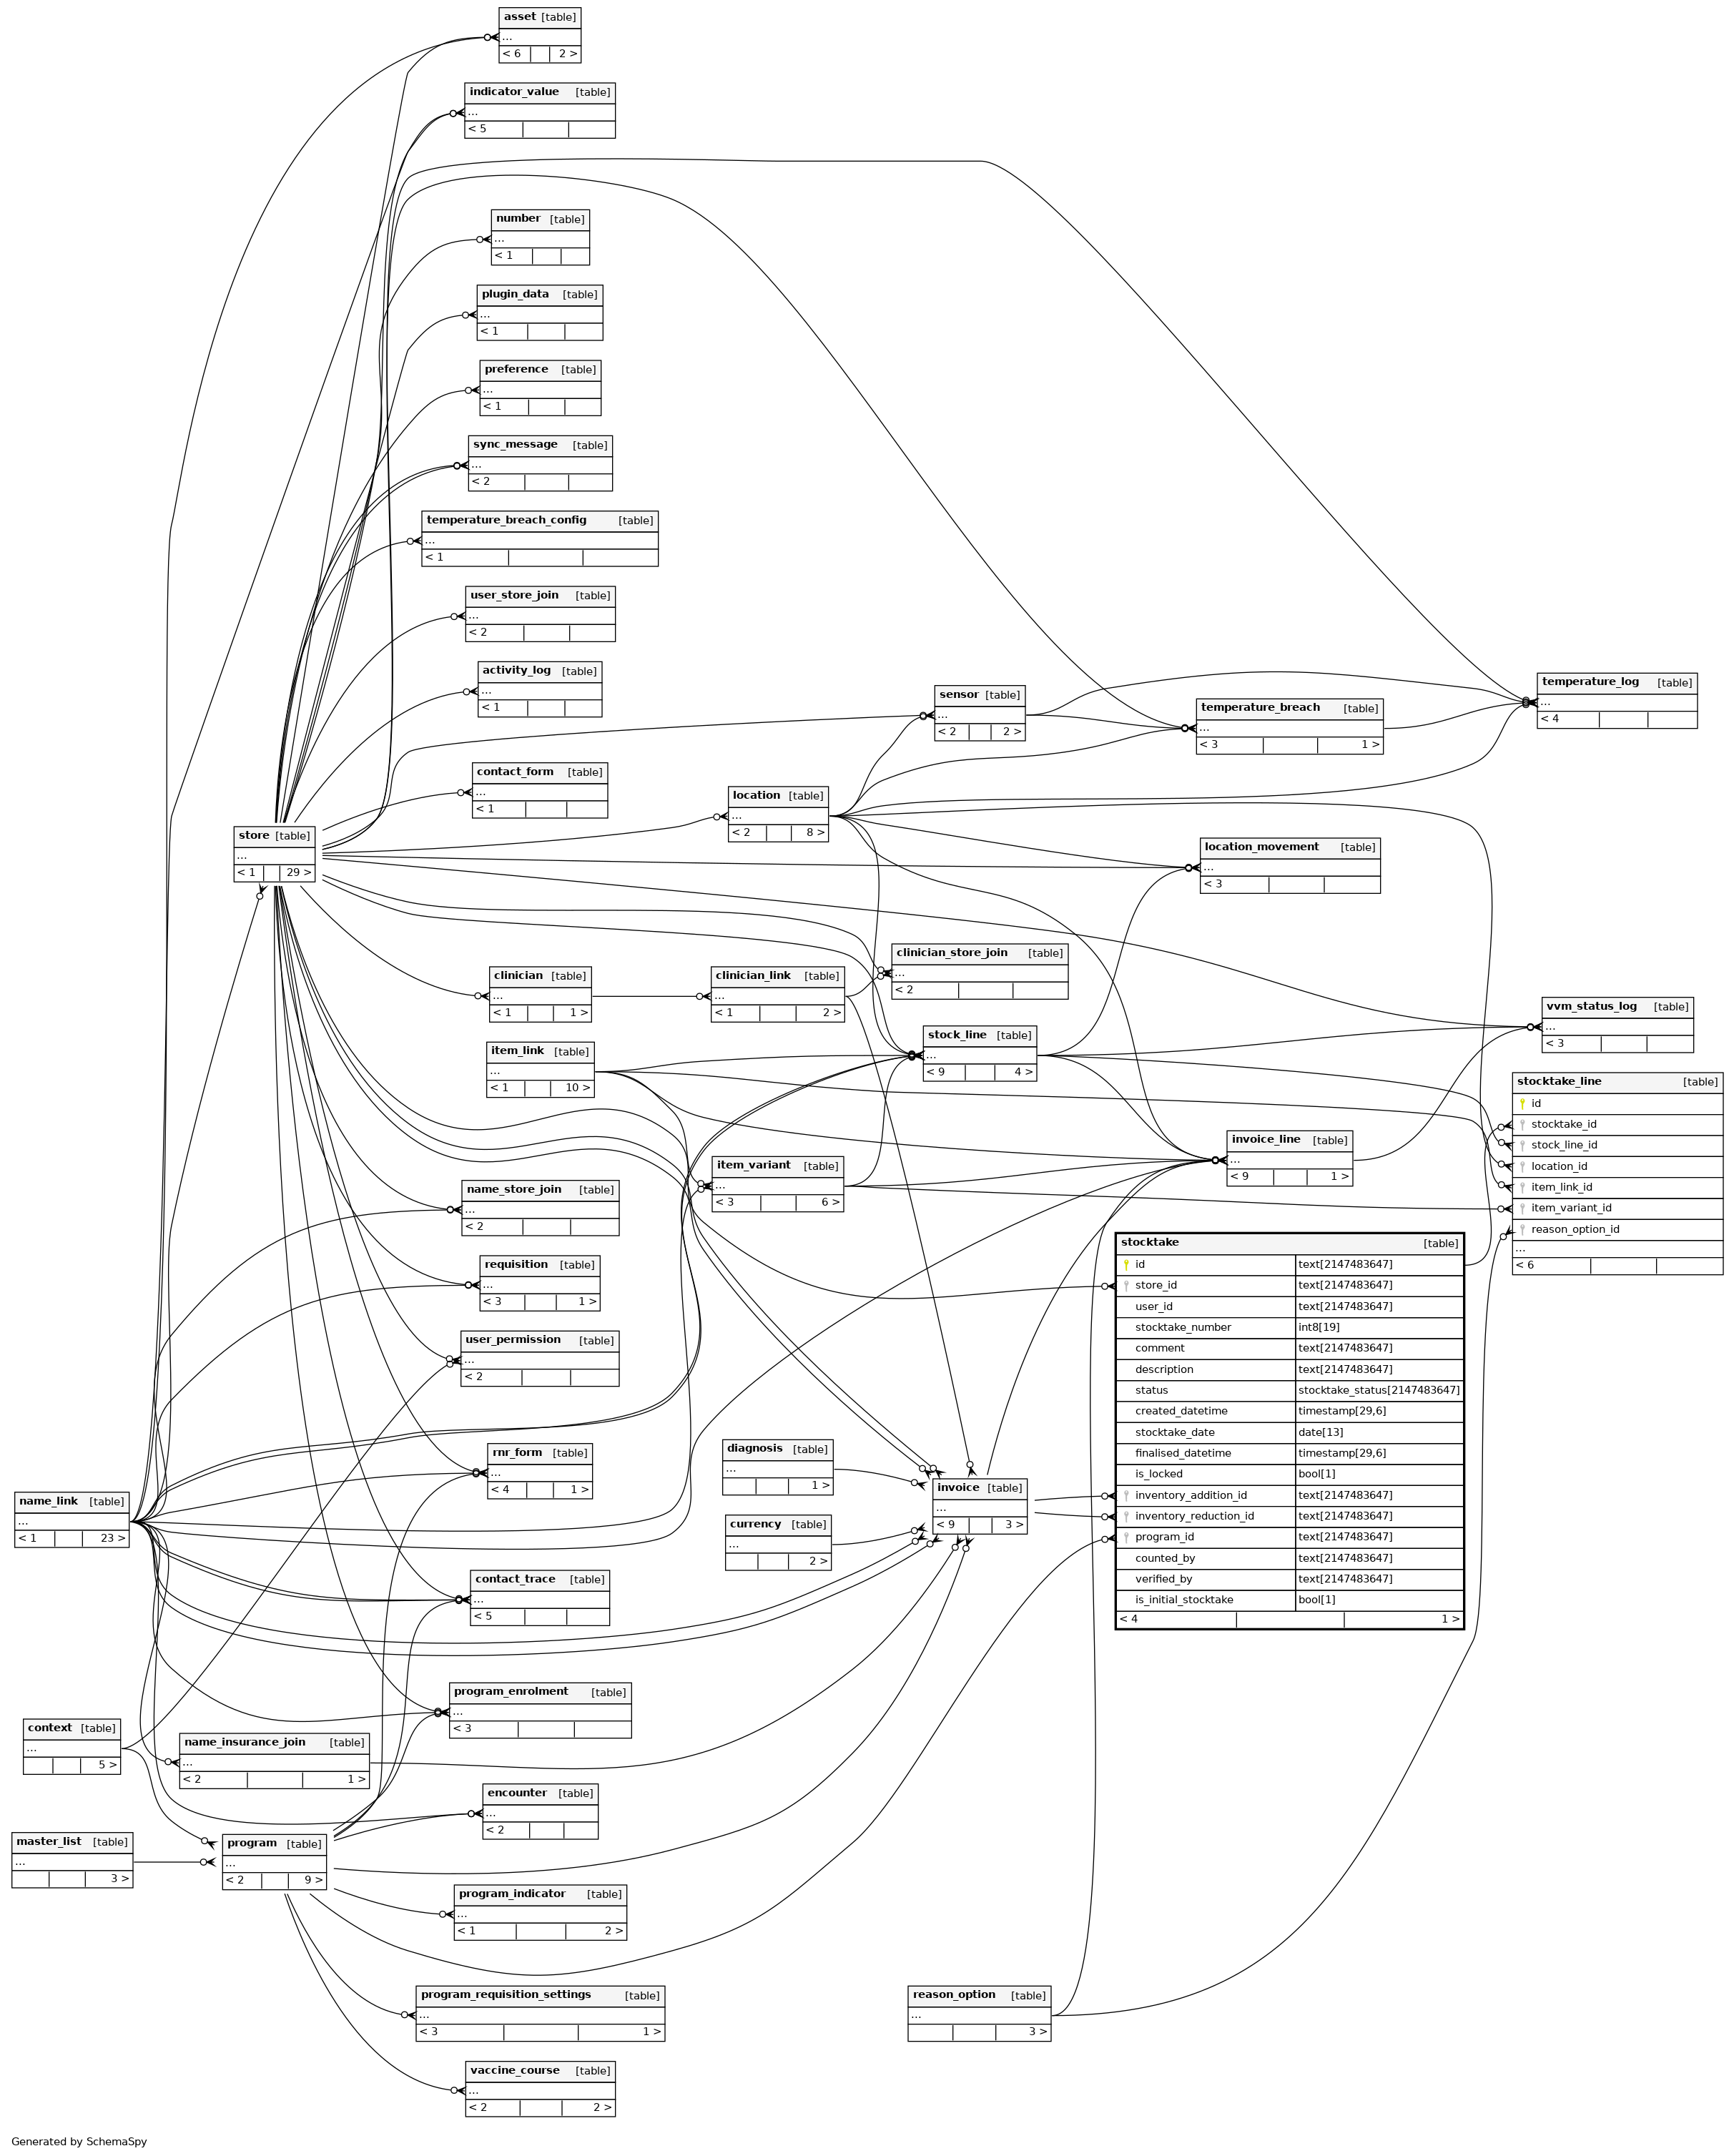 asset [table]
...
< 6 2 >
indicator_value [table]
...
< 5
number [table]
...
< 1
plugin_data [table]
...
< 1
preference [table]
...
< 1
sync_message [table]
...
< 2
temperature_breach_config [table]
...
< 1
user_store_join [table]
...
< 2
activity_log [table]
...
< 1
contact_form [table]
...
< 1
store [table]
...
< 1 29 >
location [table]
...
< 2 8 >
sensor [table]
...
< 2 2 >
temperature_breach [table]
...
< 3 1 >
temperature_log [table]
...
< 4
location_movement [table]
...
< 3
clinician [table]
...
< 1 1 >
clinician_link [table]
...
< 1 2 >
clinician_store_join [table]
...
< 2
item_link [table]
...
< 1 10 >
stock_line [table]
...
< 9 4 >
vvm_status_log [table]
...
< 3
stocktake_line [table]
id
stocktake_id
stock_line_id
location_id
item_link_id
item_variant_id
reason_option_id
...
< 6
item_variant [table]
...
< 3 6 >
invoice_line [table]
...
< 9 1 >
name_store_join [table]
...
< 2
requisition [table]
...
< 3 1 >
user_permission [table]
...
< 2
rnr_form [table]
...
< 4 1 >
name_link [table]
...
< 1 23 >
diagnosis [table]
...
1 >
currency [table]
...
2 >
invoice [table]
...
< 9 3 >
stocktake [table]
id text[2147483647]
store_id text[2147483647]
user_id text[2147483647]
stocktake_number int8[19]
comment text[2147483647]
description text[2147483647]
status stocktake_status[2147483647]
created_datetime timestamp[29,6]
stocktake_date date[13]
finalised_datetime timestamp[29,6]
is_locked bool[1]
inventory_addition_id text[2147483647]
inventory_reduction_id text[2147483647]
program_id text[2147483647]
counted_by text[2147483647]
verified_by text[2147483647]
is_initial_stocktake bool[1]
< 4 1 >
contact_trace [table]
...
< 5
program_enrolment [table]
...
< 3
context [table]
...
5 >
name_insurance_join [table]
...
< 2 1 >
encounter [table]
...
< 2
master_list [table]
...
3 >
program [table]
...
< 2 9 >
program_indicator [table]
...
< 1 2 >
program_requisition_settings [table]
...
< 3 1 >
reason_option [table]
...
3 >
vaccine_course [table]
...
< 2 2 >
Generated by SchemaSpy